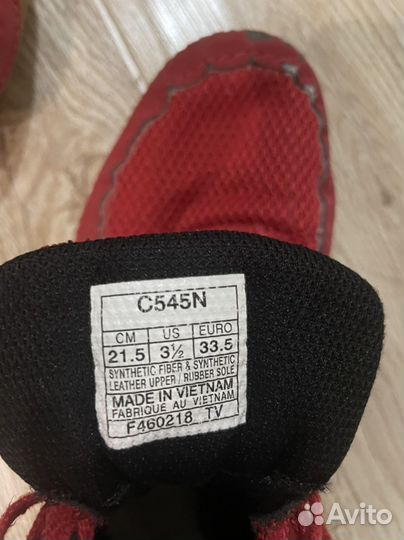 C545N
CM US EURO
21.5 3½ 33.5
SYNTHETIC FIBER & SYNTHETIC
LEATHER UPPER / RUBBER SOLE
MADE IN VIETNAM
FABRIQUE AU VIETNAM
F460218 TV
Avito